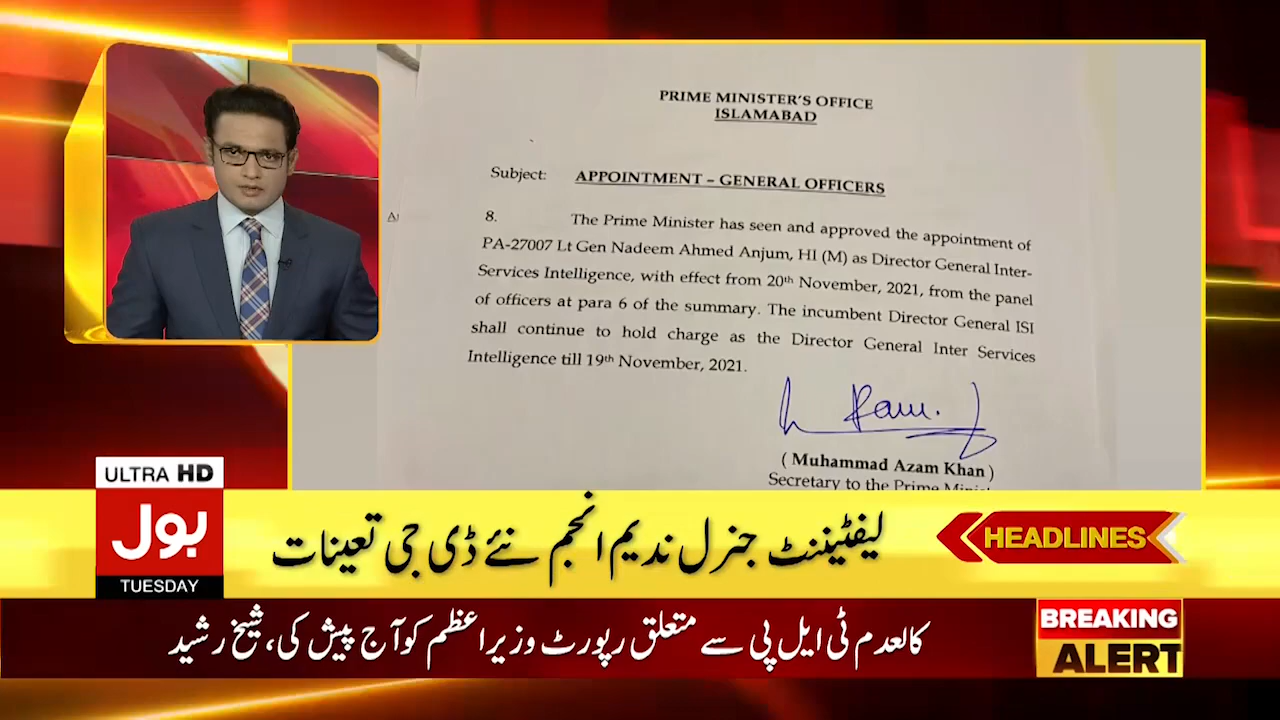 PRIME MINISTER'S OFFICE
ISLAMABAD
Subject: APPOINTMENT – GENERAL OFFICERS
8. The Prime Minister has seen and approved the appointment of
PA-27007 Lt Gen Nadeem Ahmed Anjum, HI (M) as Director General Inter-
Services Intelligence, with effect from 20th November, 2021, from the panel
of officers at para 6 of the summary. The incumbent Director General ISI
shall continue to hold charge as the Director General Inter Services
Intelligence till 19th November, 2021.
( Muhammad Azam Khan )
Secretary to the Prime
ULTRA HD
بول
TUESDAY
لیفٹیننٹ جنرل ندیم انجم نئے ڈی جی تعینات
HEADLINES
کالعدم ٹی ایل پی سے متعلق رپورٹ وزیراعظم کو آج پیش کی، شیخ رشید
BREAKING
ALERT